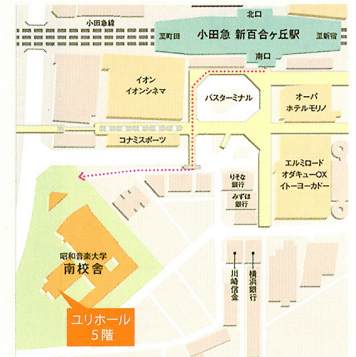 北口
小田急線
至町田
小田急 新百合ヶ丘駅
至新宿
南口
イオン
イオンシネマ
バスターミナル
オーパ
ホテルモリノ
コナミスポーツ
りそな
銀行
みずほ
銀行
エルミロード
オダキューOX
イトーヨーカドー
昭和音楽大学
南校舎
川崎信金
横浜銀行
ユリホール
5階